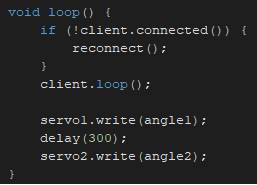 void loop() {
    if (!client.connected()) {
        reconnect();
    }
    client.loop();

    servo1.write(angle1);
    delay(300);
    servo2.write(angle2);
}